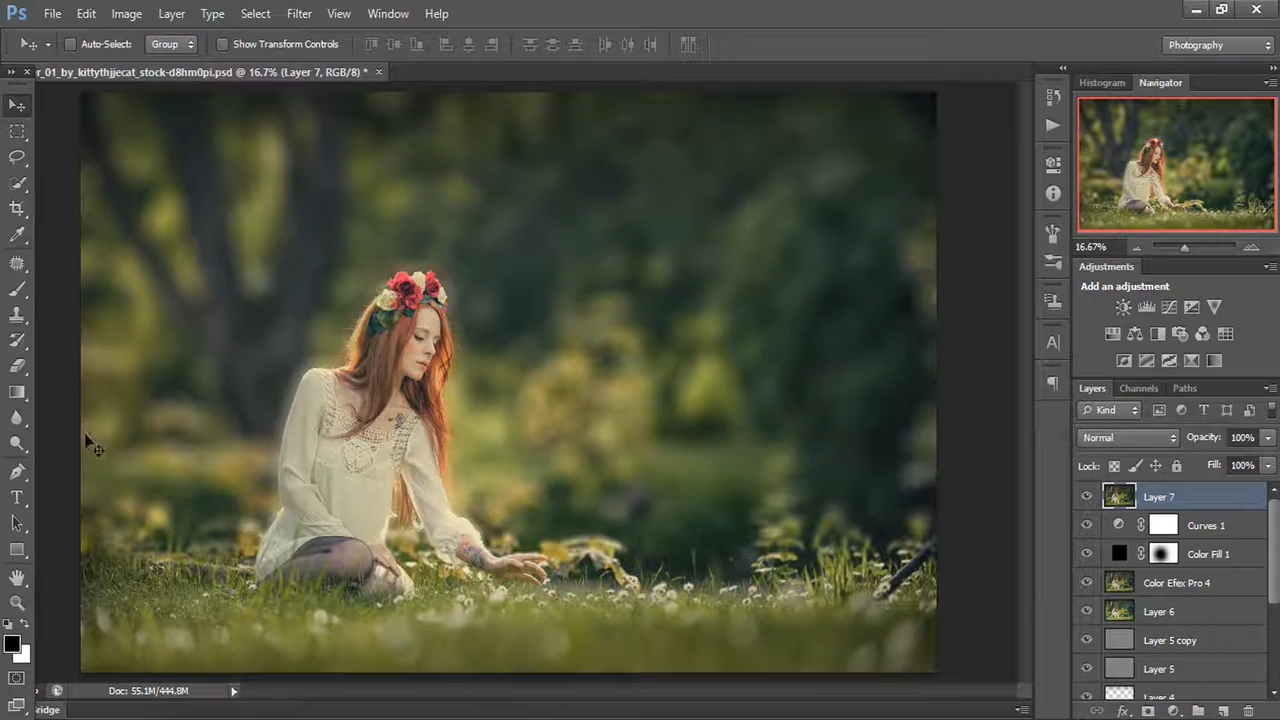 Ps File Edit Image Layer Type Select Filter View Window Help
Auto-Select: Group Show Transform Controls Photography
r_01_by_kittythjjecat_stock-d8hm0pi.psd @ 16.7% (Layer 7, RGB/8) * ×
Histogram Navigator
16.67%
Adjustments
Add an adjustment
Layers Channels Paths
Kind
Normal Opacity: 100%
Lock: Fill: 100%
Layer 7
Curves 1
Color Fill 1
Color Efex Pro 4
Layer 6
Layer 5 copy
Layer 5
Layer 4
Doc: 55.1M/444.8M
Bridge